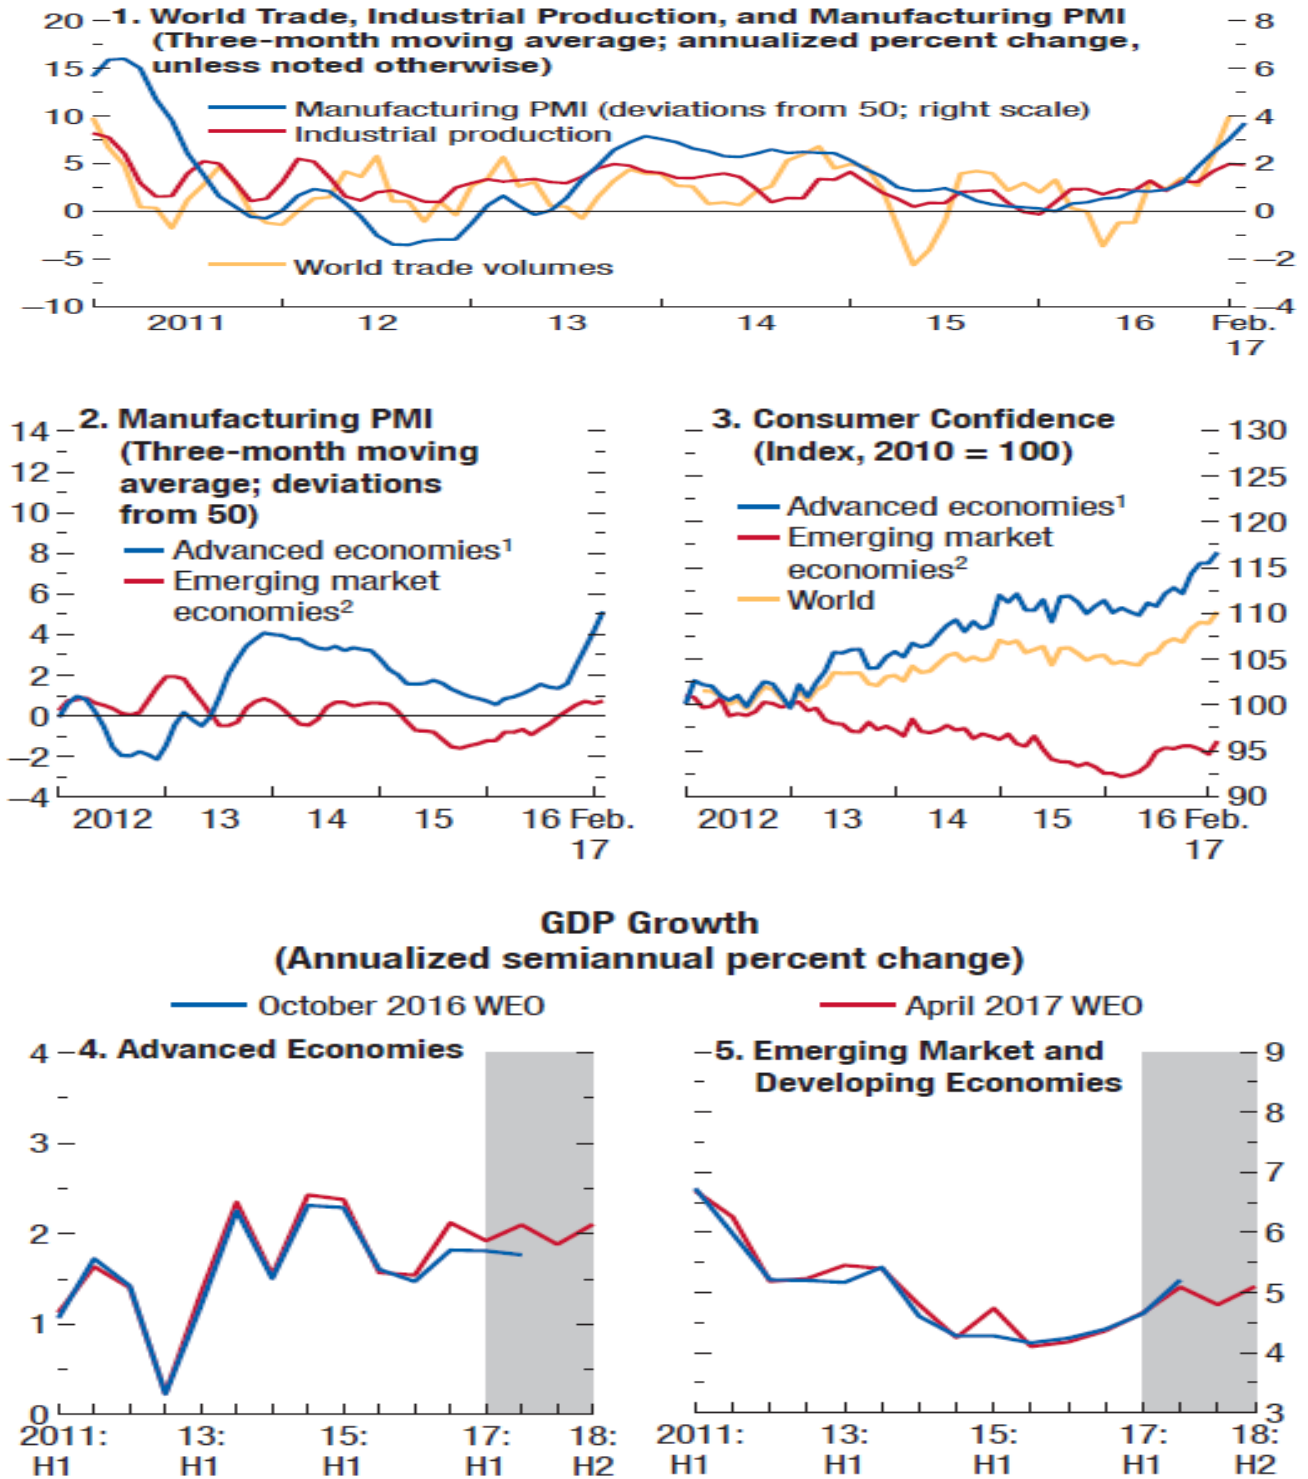 1. World Trade, Industrial Production, and Manufacturing PMI
(Three-month moving average; annualized percent change,
unless noted otherwise)
20
15
10
5
0
–5
–10
8
6
4
2
0
–2
–4
Manufacturing PMI (deviations from 50; right scale)
Industrial production
World trade volumes
2011 12 13 14 15 16 Feb.
17
2. Manufacturing PMI
(Three-month moving
average; deviations
from 50)
Advanced economies¹
Emerging market
economies²
14
12
10
8
6
4
2
0
–2
–4
2012 13 14 15 16 Feb.
17
3. Consumer Confidence
(Index, 2010 = 100)
Advanced economies¹
Emerging market
economies²
World
130
125
120
115
110
105
100
95
90
2012 13 14 15 16 Feb.
17
GDP Growth
(Annualized semiannual percent change)
October 2016 WEO
April 2017 WEO
4. Advanced Economies
4
3
2
1
0
2011: 13: 15: 17: 18:
H1 H1 H1 H1 H2
5. Emerging Market and
Developing Economies
9
8
7
6
5
4
3
2011: 13: 15: 17: 18:
H1 H1 H1 H1 H2